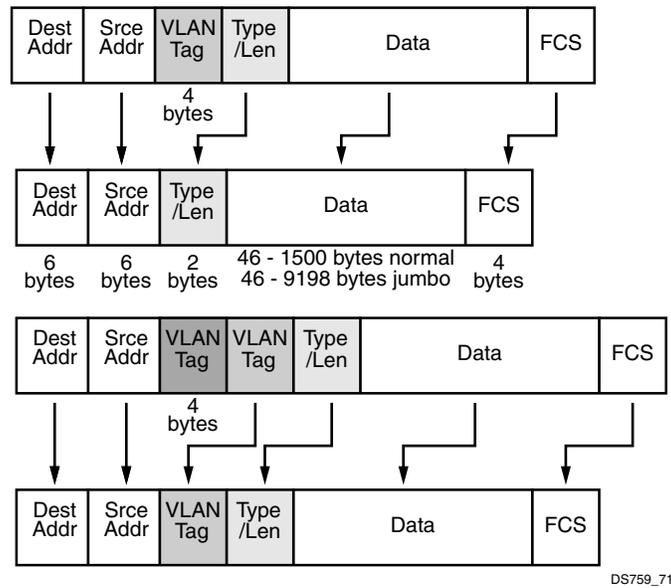 Dest Addr
Srce Addr
VLAN Tag
Type /Len
Data
FCS
4 bytes
Dest Addr
Srce Addr
Type /Len
Data
FCS
6 bytes
6 bytes
2 bytes
46 - 1500 bytes normal
46 - 9198 bytes jumbo
4 bytes
Dest Addr
Srce Addr
VLAN Tag
VLAN Tag
Type /Len
Data
FCS
4 bytes
Dest Addr
Srce Addr
VLAN Tag
Type /Len
Data
FCS
DS759_71